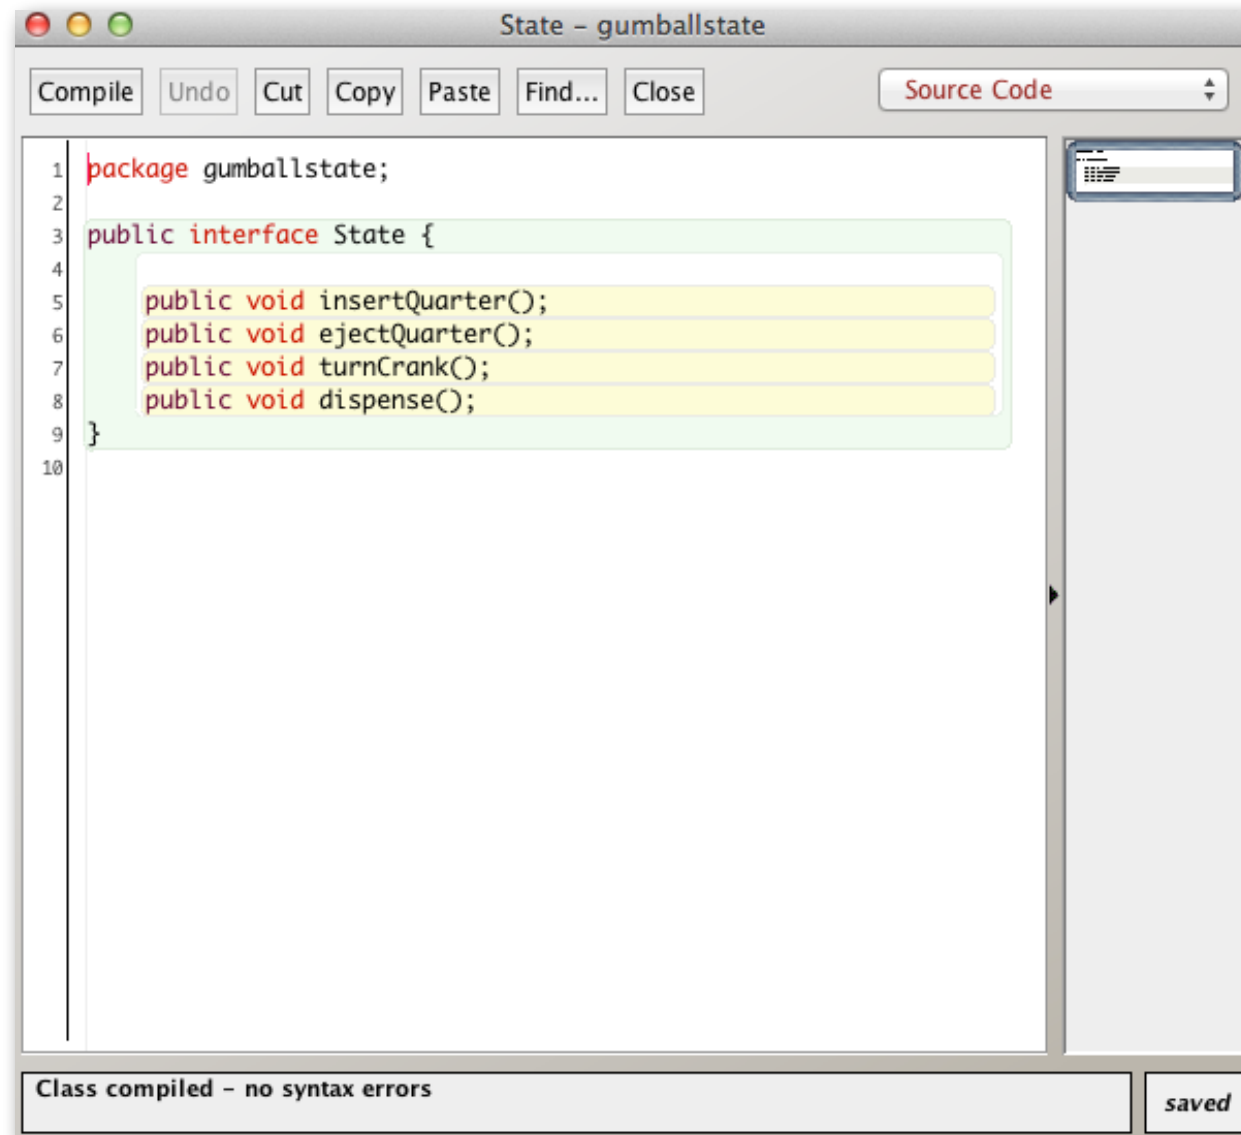 State – gumballstate
Compile Undo Cut Copy Paste Find... Close Source Code
1 package gumballstate;
2
3 public interface State {
4
5 public void insertQuarter();
6 public void ejectQuarter();
7 public void turnCrank();
8 public void dispense();
9 }
10
Class compiled – no syntax errors
saved